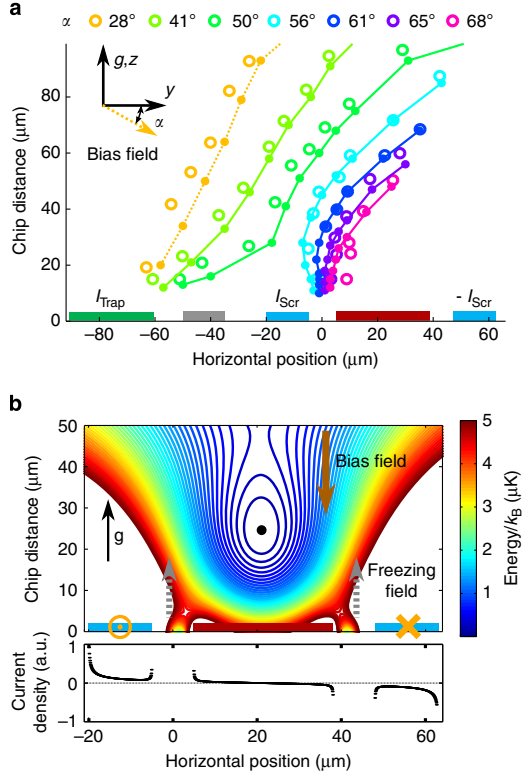 a
α 28° 41° 50° 56° 61° 65° 68°
g,z
y
α
Bias field
80
60
40
20
0
Chip distance (μm)
I_Trap I_Scr - I_Scr
−80 −60 −40 −20 0 20 40 60
Horizontal position (μm)
b
50
40
30
20
10
0
Chip distance (μm)
g
Bias field
Freezing field
5
4
3
2
1
0
Energy/k_B (μK)
1
0
−1
Current density (a.u.)
−20 0 20 40 60
Horizontal position (μm)